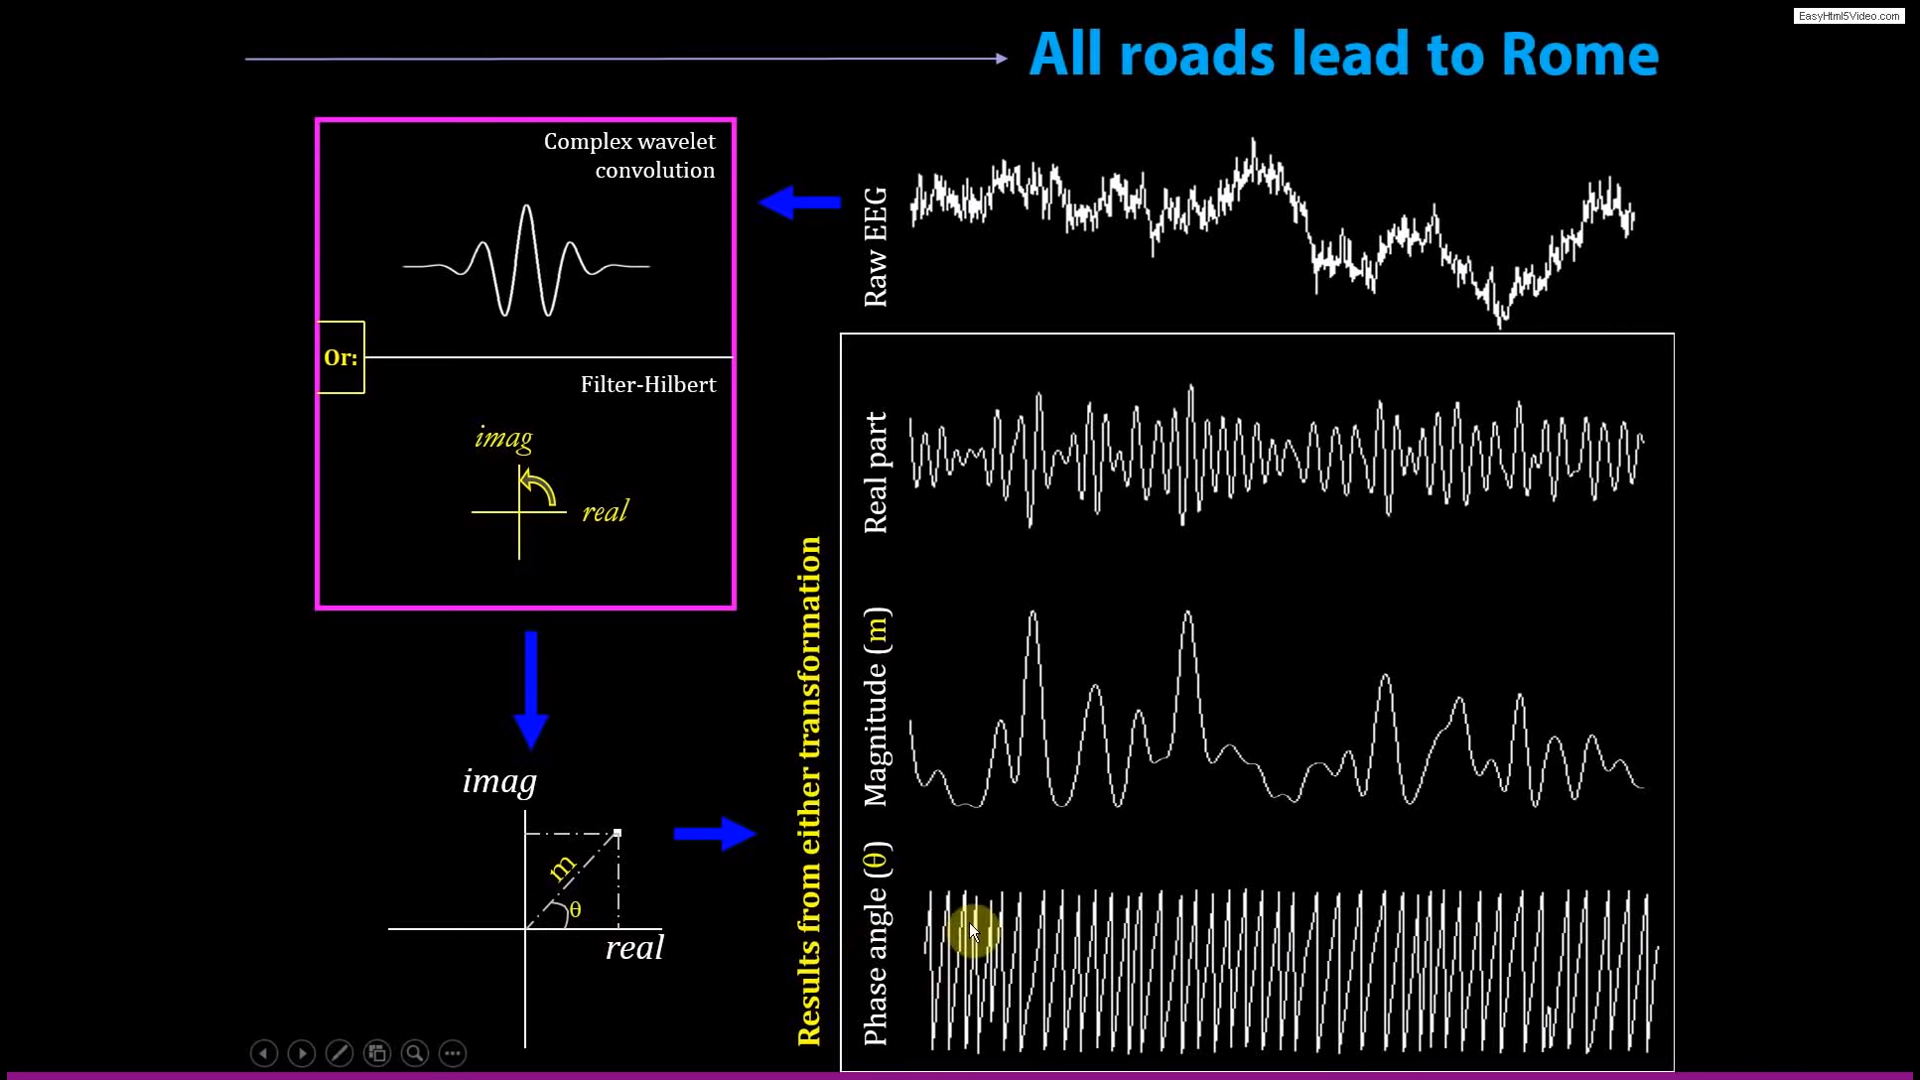 EasyHtml5Video.com
All roads lead to Rome
Complex wavelet
convolution
Or:
Filter-Hilbert
imag
real
imag
m
θ
real
Results from either transformation
Raw EEG
Real part
Magnitude (m)
Phase angle (θ)